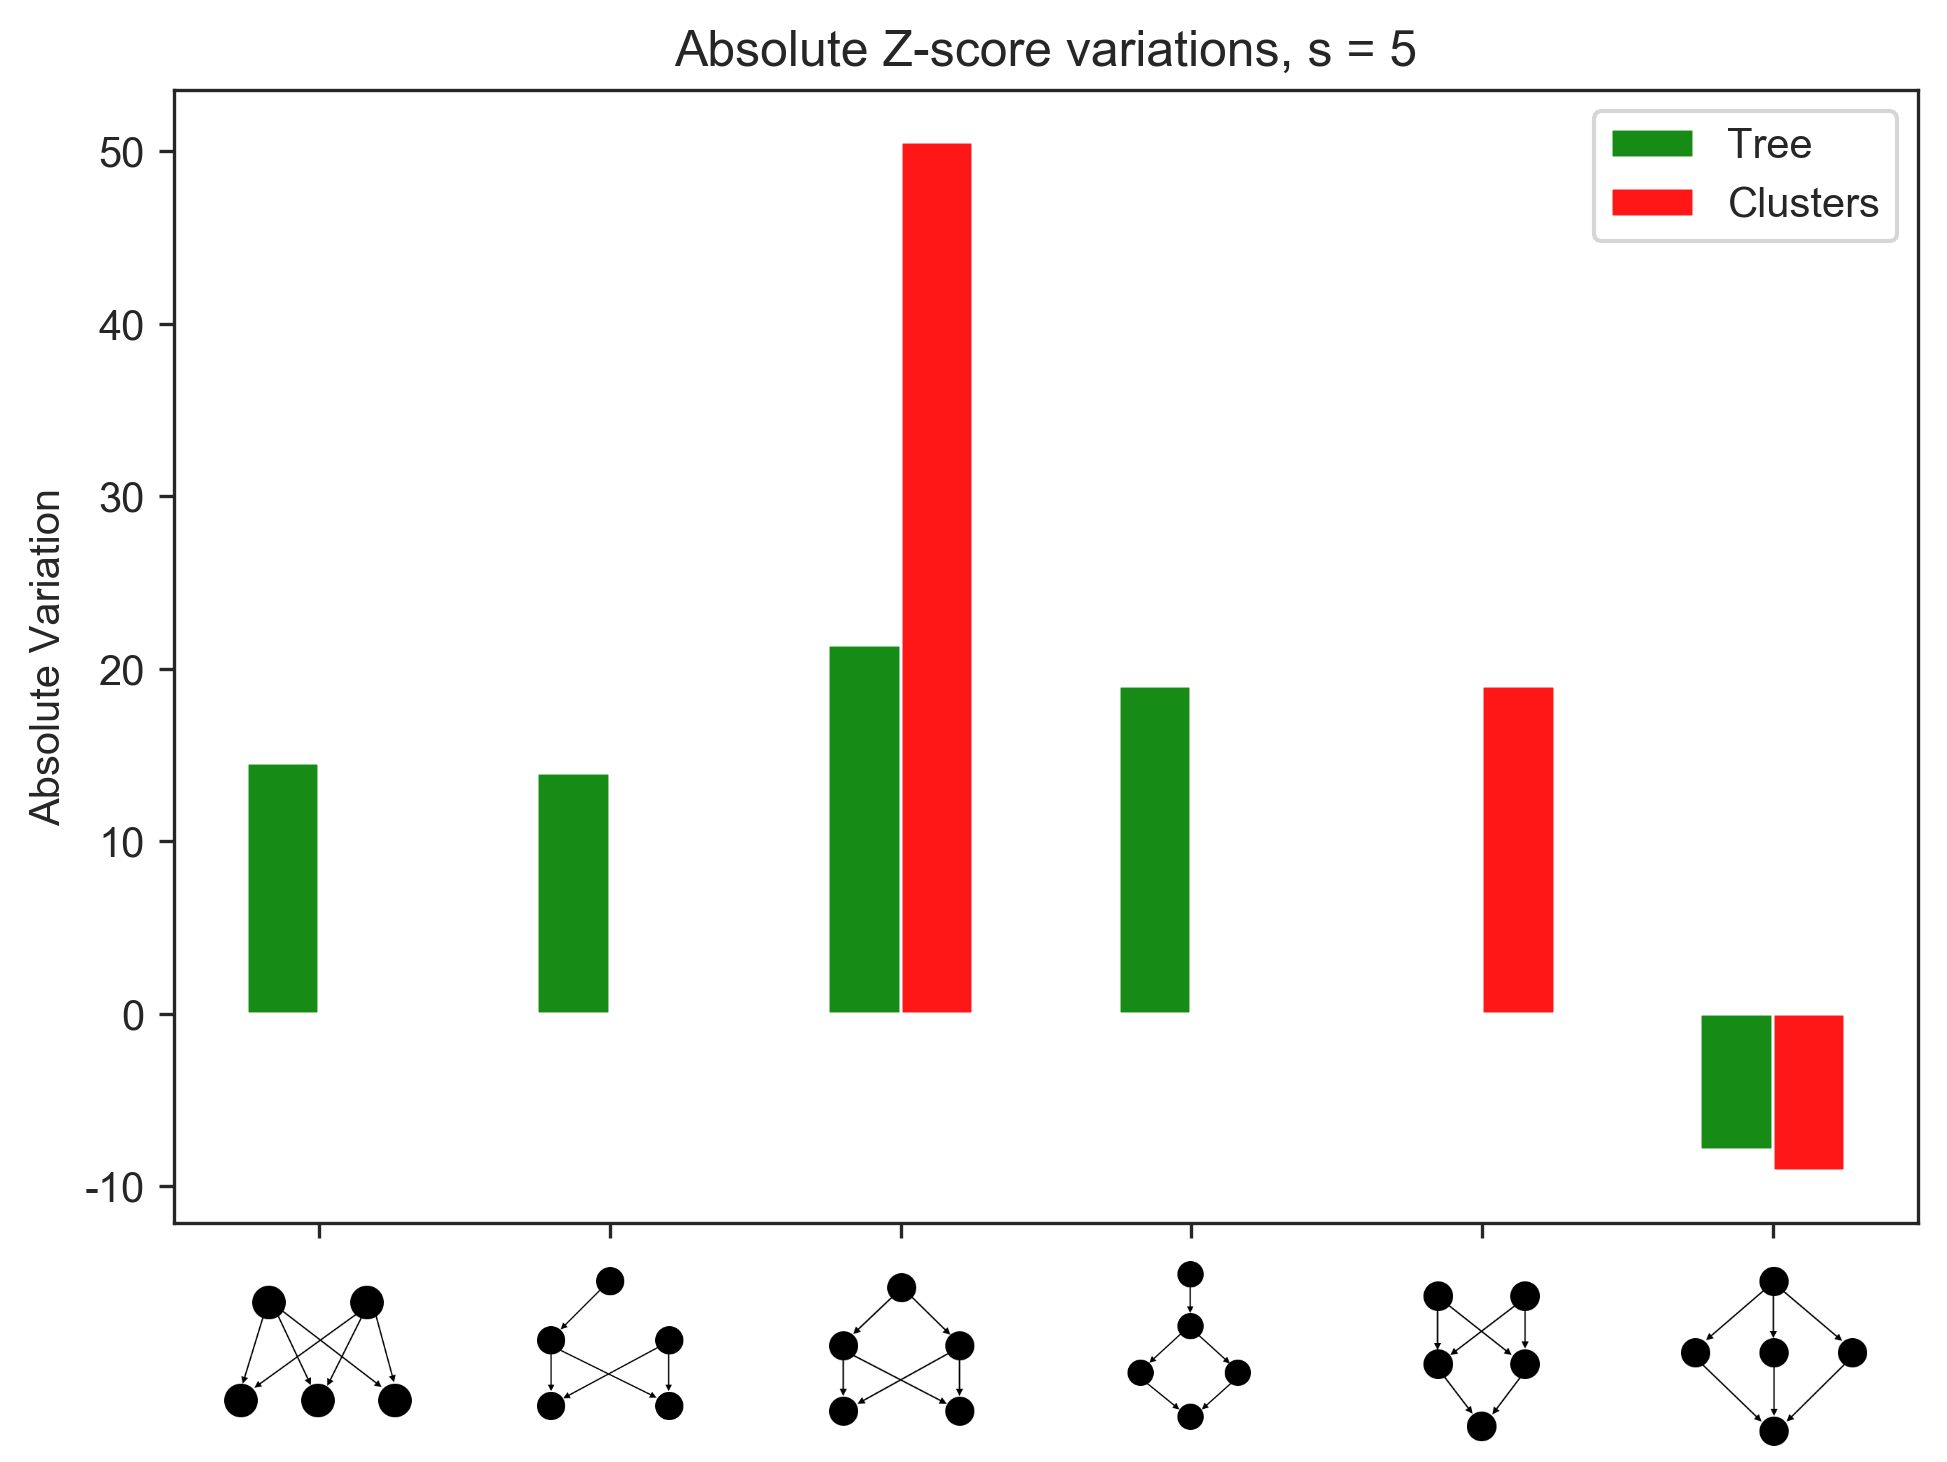 Absolute Z-score variations, s = 5
Tree
Clusters
Absolute Variation
50
40
30
20
10
0
-10